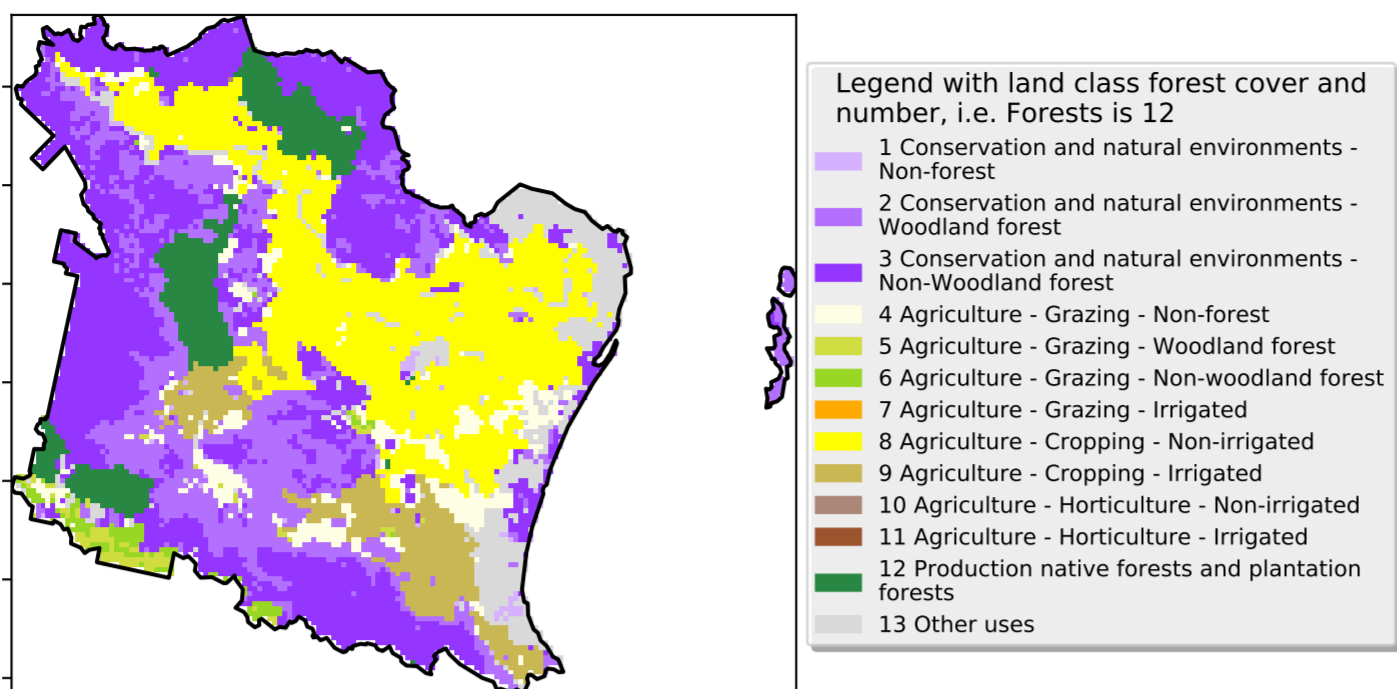 Legend with land class forest cover and
number, i.e. Forests is 12
1 Conservation and natural environments -
Non-forest
2 Conservation and natural environments -
Woodland forest
3 Conservation and natural environments -
Non-Woodland forest
4 Agriculture - Grazing - Non-forest
5 Agriculture - Grazing - Woodland forest
6 Agriculture - Grazing - Non-woodland forest
7 Agriculture - Grazing - Irrigated
8 Agriculture - Cropping - Non-irrigated
9 Agriculture - Cropping - Irrigated
10 Agriculture - Horticulture - Non-irrigated
11 Agriculture - Horticulture - Irrigated
12 Production native forests and plantation
forests
13 Other uses